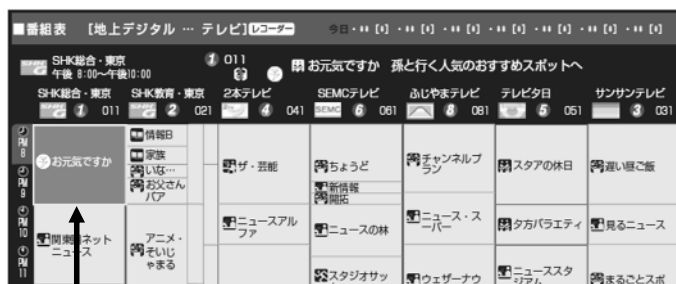 ■番組表 [地上デジタル … テレビ] レコーダー 今日
SHK総合・東京 1 011 お元気ですか 孫と行く人気のおすすめスポットへ
午後 8:00～午後10:00
SHK総合・東京 SHK教育・東京 2本テレビ SEMCテレビ ふじやまテレビ テレビタ日 サンサンテレビ
1 011 2 021 4 041 SEMC 6 061 8 081 5 051 3 031
PM 8
PM 9
PM 10
PM 11
お元気ですか
関東 ネット
ニュース
情報B
家族
いな…
お父さん
バア
アニメ・
そいじ
ゃまる
ザ・芸能
ニュースアル
ファ
ちょうど
新情報
開拓
ニュースの林
スタジオサッ
チャンネルプ
ラン
ニュース・ス
ーパー
ウェザーナウ
スタアの休日
夕方バラエティ
ニューススタ
ジアム
遅い昼ご飯
見るニュース
まるごとスポ